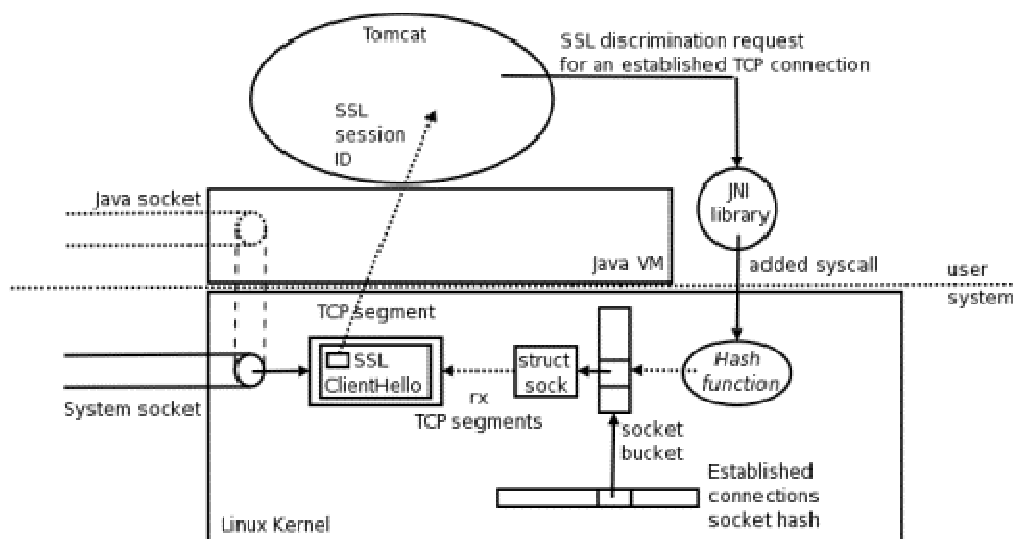 Tomcat
SSL discrimination request
for an established TCP connection
SSL
session
ID
Java socket
JNI
library
Java VM
added syscall
user
system
TCP segment
SSL
ClientHello
rx
TCP segments
struct
sock
Hash
function
System socket
socket
bucket
Established
connections
socket hash
Linux Kernel